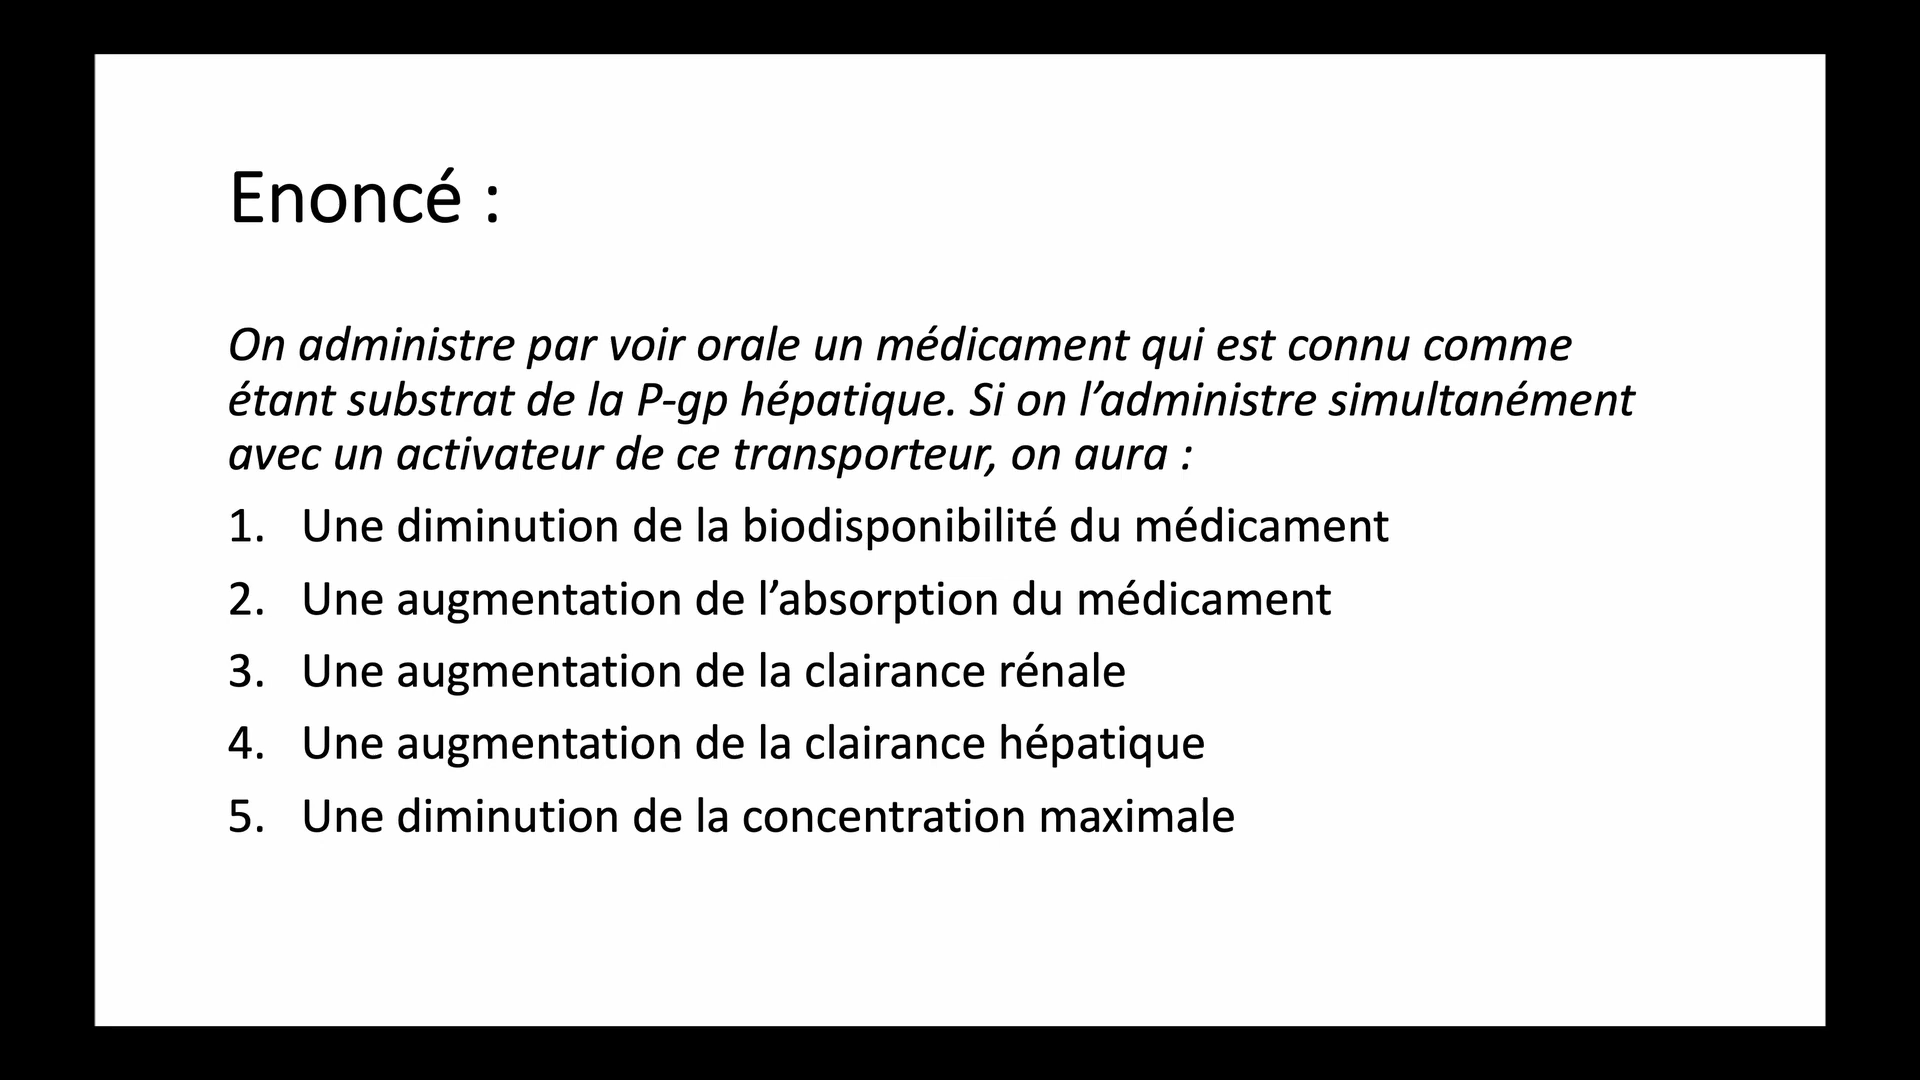 Enoncé :
On administre par voir orale un médicament qui est connu comme
étant substrat de la P-gp hépatique. Si on l’administre simultanément
avec un activateur de ce transporteur, on aura :
1. Une diminution de la biodisponibilité du médicament
2. Une augmentation de l’absorption du médicament
3. Une augmentation de la clairance rénale
4. Une augmentation de la clairance hépatique
5. Une diminution de la concentration maximale